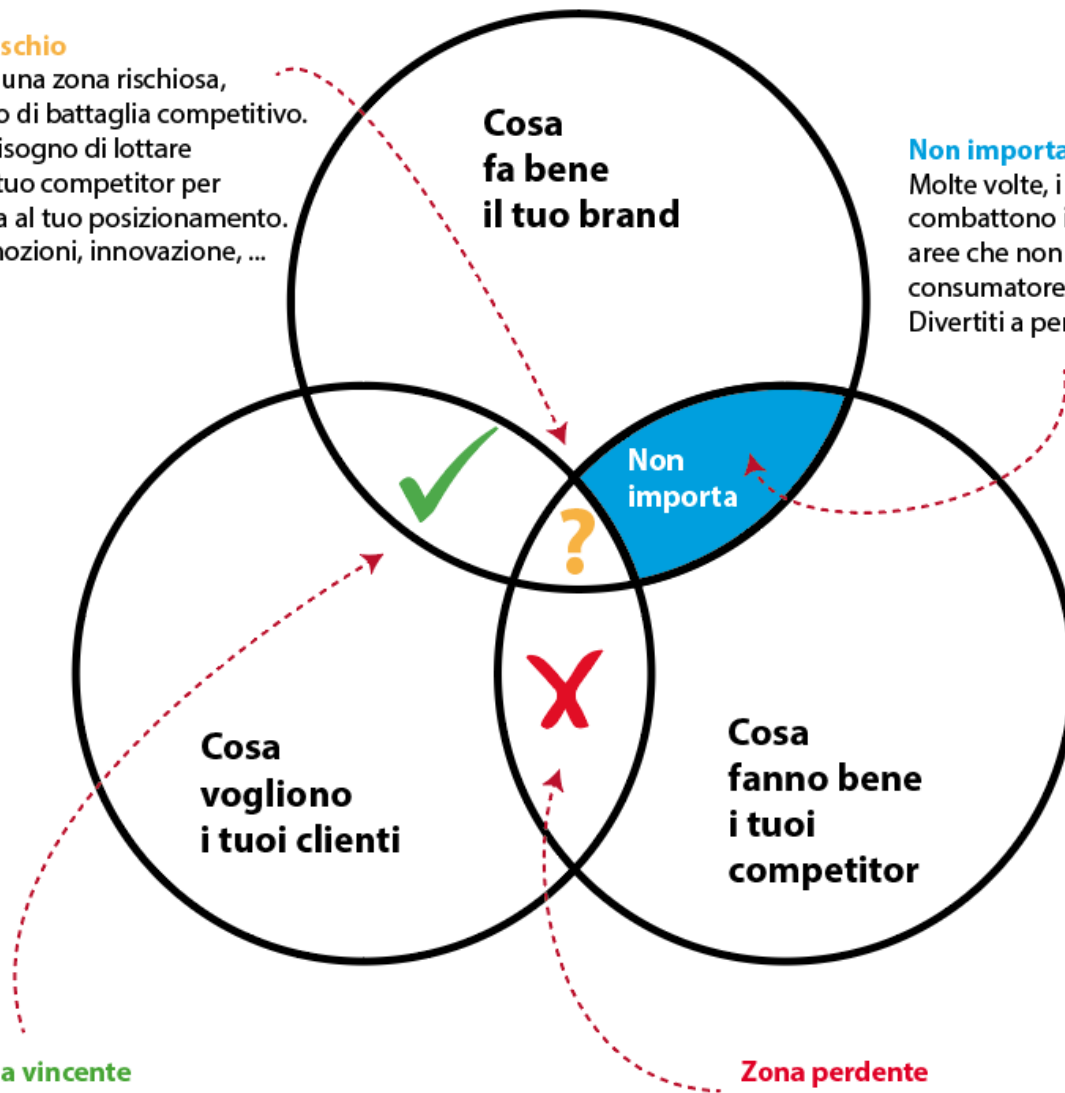 schio
una zona rischiosa,
o di battaglia competitivo.
isogno di lottare
tuo competitor per
a al tuo posizionamento.
nozioni, innovazione, ...
Cosa
fa bene
il tuo brand
Non importa
Molte volte, i
combattono i
aree che non
consumatore
Divertiti a per
Non
importa
?
Cosa
vogliono
i tuoi clienti
Cosa
fanno bene
i tuoi
competitor
a vincente
Zona perdente